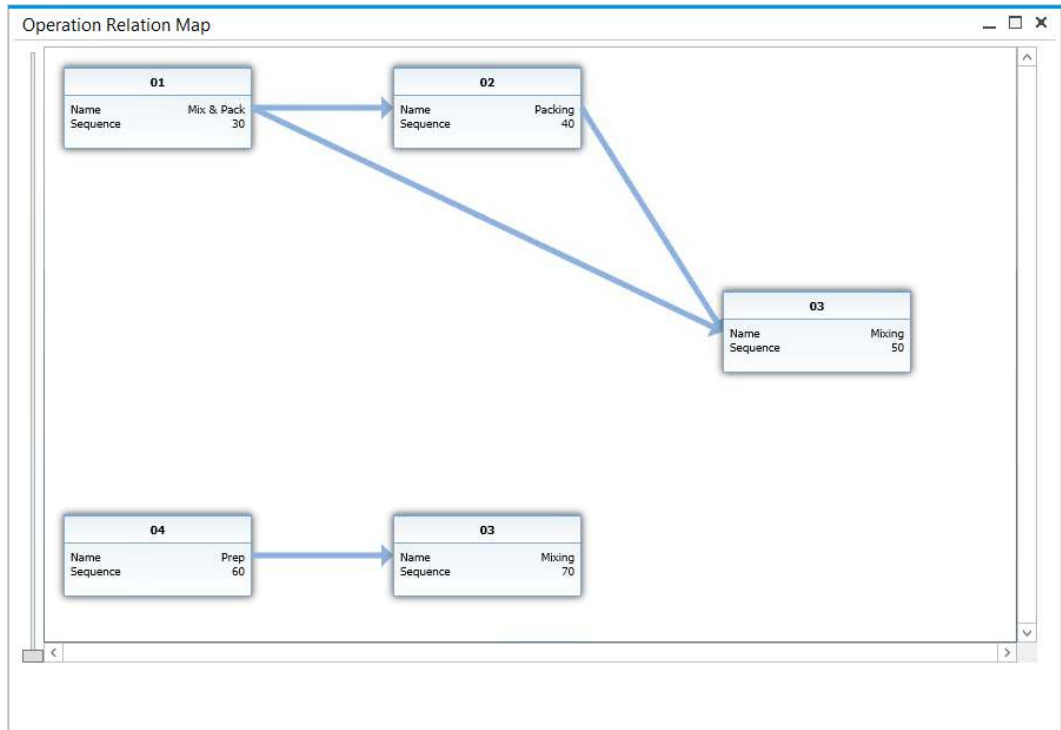 Operation Relation Map
01
Name Mix & Pack
Sequence 30
02
Name Packing
Sequence 40
03
Name Mixing
Sequence 50
04
Name Prep
Sequence 60
03
Name Mixing
Sequence 70